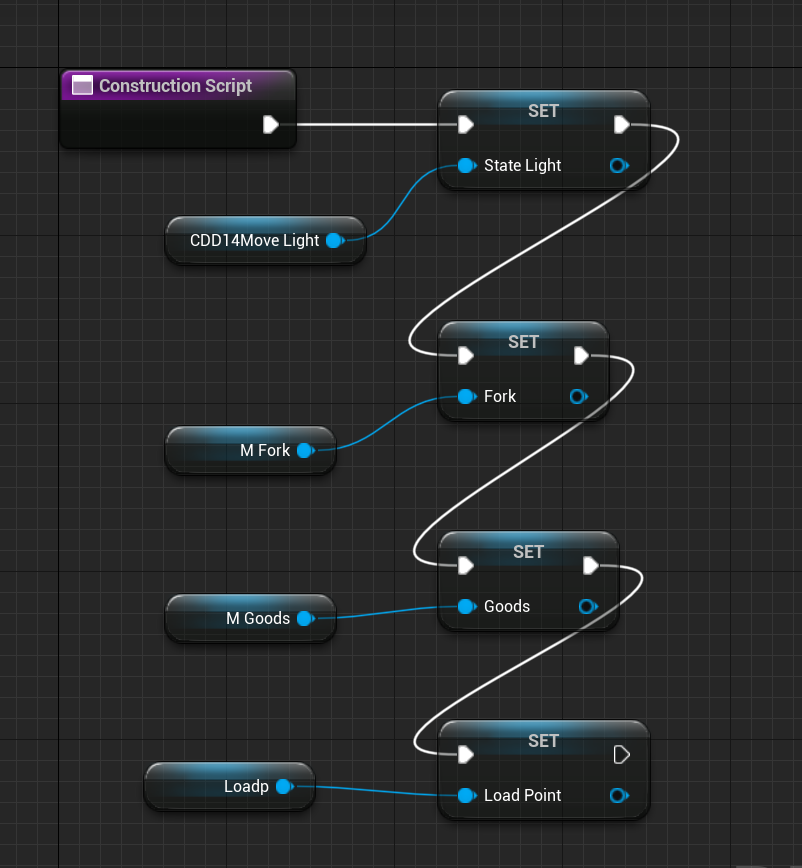 Construction Script
SET
State Light
CDD14Move Light
SET
Fork
M Fork
SET
Goods
M Goods
SET
Loadp
Load Point